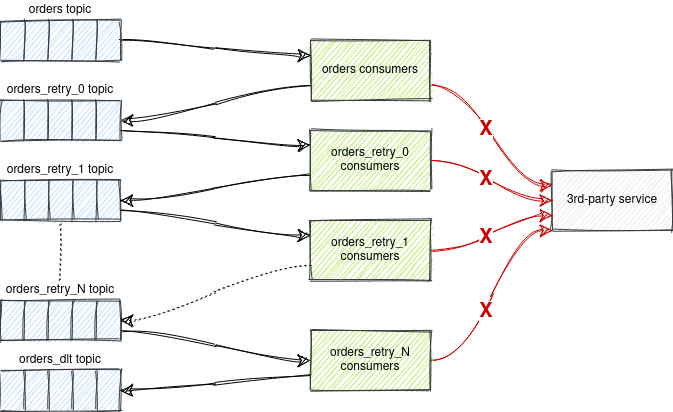 orders topic
orders consumers
orders_retry_0 topic
X
orders_retry_0
consumers
orders_retry_1 topic
X
3rd-party service
orders_retry_1
consumers
X
orders_retry_N topic
X
orders_retry_N
consumers
orders_dlt topic